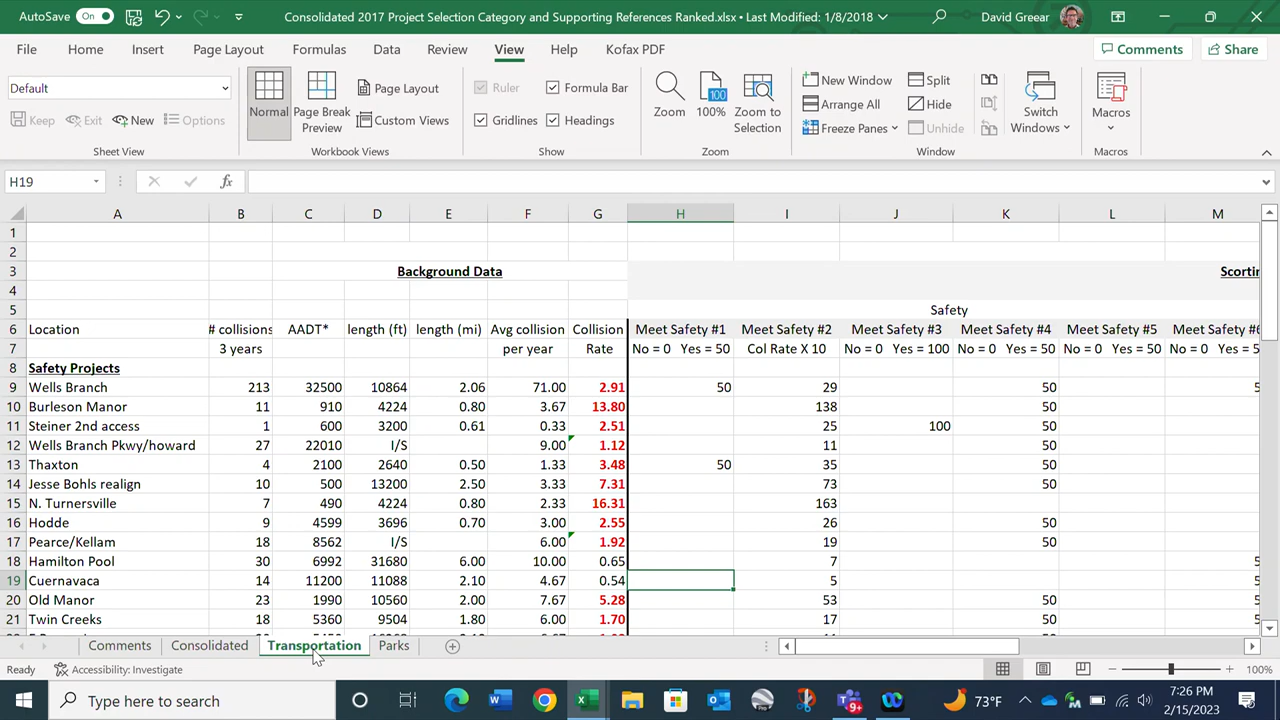 AutoSave On Consolidated 2017 Project Selection Category and Supporting References Ranked.xlsx • Last Modified: 1/8/2018 David Greear
File Home Insert Page Layout Formulas Data Review View Help Kofax PDF Comments Share
Default
Keep Exit New Options
Sheet View
Normal Page Break Preview Page Layout Custom Views
Workbook Views
Ruler Formula Bar
Gridlines Headings
Show
Zoom 100% Zoom to Selection
Zoom
New Window Split
Arrange All Hide
Freeze Panes Unhide
Switch Windows
Window
Macros
Macros
H19 fx
A B C D E F G H I J K L M
1
2
3 Background Data
4
5 Safety
6 Location # collisions AADT* length (ft) length (mi) Avg collision Collision Meet Safety #1 Meet Safety #2 Meet Safety #3 Meet Safety #4 Meet Safety #5
7 3 years per year Rate No = 0 Yes = 50 Col Rate X 10 No = 0 Yes = 100 No = 0 Yes = 50 No = 0 Yes = 50
8 Safety Projects
9 Wells Branch 213 32500 10864 2.06 71.00 2.91 50 29 50
10 Burleson Manor 11 910 4224 0.80 3.67 13.80 138 50
11 Steiner 2nd access 1 600 3200 0.61 0.33 2.51 25 100 50
12 Wells Branch Pkwy/howard 27 22010 I/S 9.00 1.12 11 50
13 Thaxton 4 2100 2640 0.50 1.33 3.48 50 35 50
14 Jesse Bohls realign 10 500 13200 2.50 3.33 7.31 73 50
15 N. Turnersville 7 490 4224 0.80 2.33 16.31 163
16 Hodde 9 4599 3696 0.70 3.00 2.55 26 50
17 Pearce/Kellam 18 8562 I/S 6.00 1.92 19 50
18 Hamilton Pool 30 6992 31680 6.00 10.00 0.65 7
19 Cuernavaca 14 11200 11088 2.10 4.67 0.54 5
20 Old Manor 23 1990 10560 2.00 7.67 5.28 53 50
21 Twin Creeks 18 5360 9504 1.80 6.00 1.70 17 50
Comments Consolidated Transportation Parks
Ready Accessibility: Investigate 100%
Type here to search 9+ 73°F 7:26 PM
2/15/2023